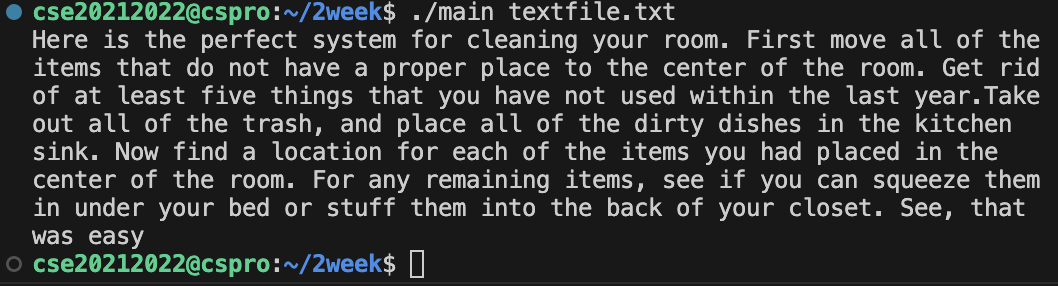 cse20212022@cspro:~/2week$ ./main textfile.txt
Here is the perfect system for cleaning your room. First move all of the
items that do not have a proper place to the center of the room. Get rid
of at least five things that you have not used within the last year.Take
out all of the trash, and place all of the dirty dishes in the kitchen
sink. Now find a location for each of the items you had placed in the
center of the room. For any remaining items, see if you can squeeze them
in under your bed or stuff them into the back of your closet. See, that
was easy
cse20212022@cspro:~/2week$